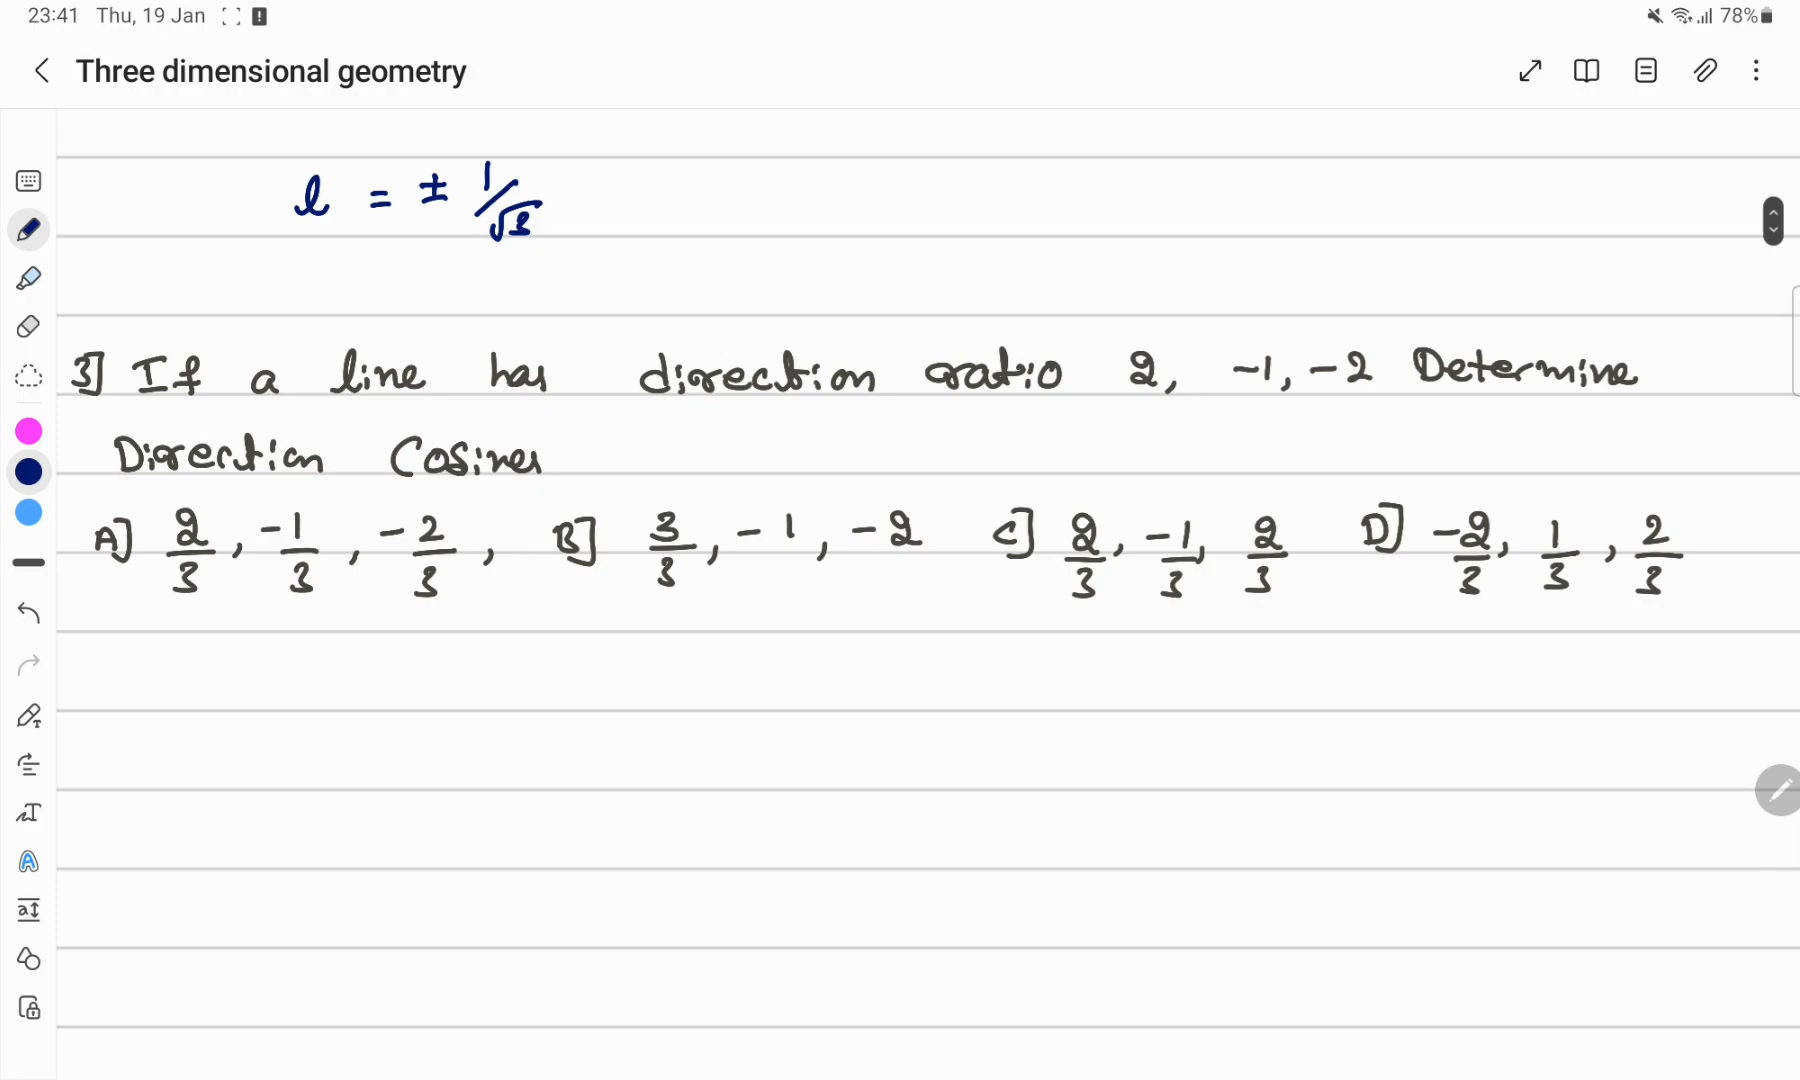 23:41 Thu, 19 Jan 78%
Three dimensional geometry
l = ± 1/√3
3] If a line has direction ratio 2, -1, -2 Determine
Direction Cosines
A] 2/3, -1/3, -2/3, B] 3/3, -1, -2 C] 2/3, -1/3, 2/3 D] -2/3, 1/3, 2/3